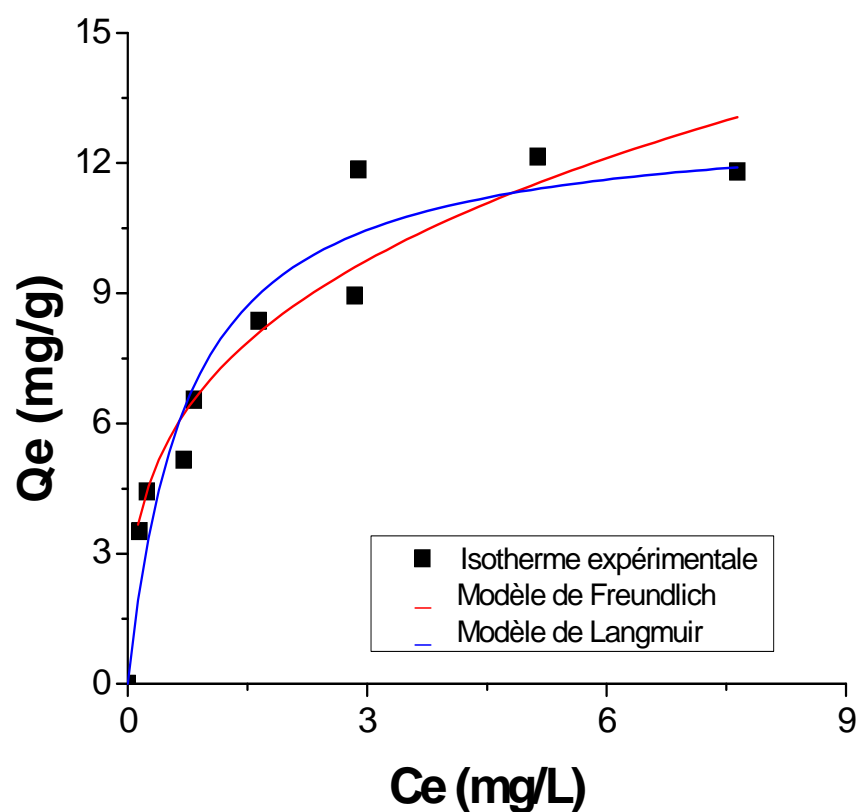 15
12
9
6
3
0
Qe (mg/g)
Isotherme expérimentale
Modèle de Freundlich
Modèle de Langmuir
0 3 6 9
Ce (mg/L)